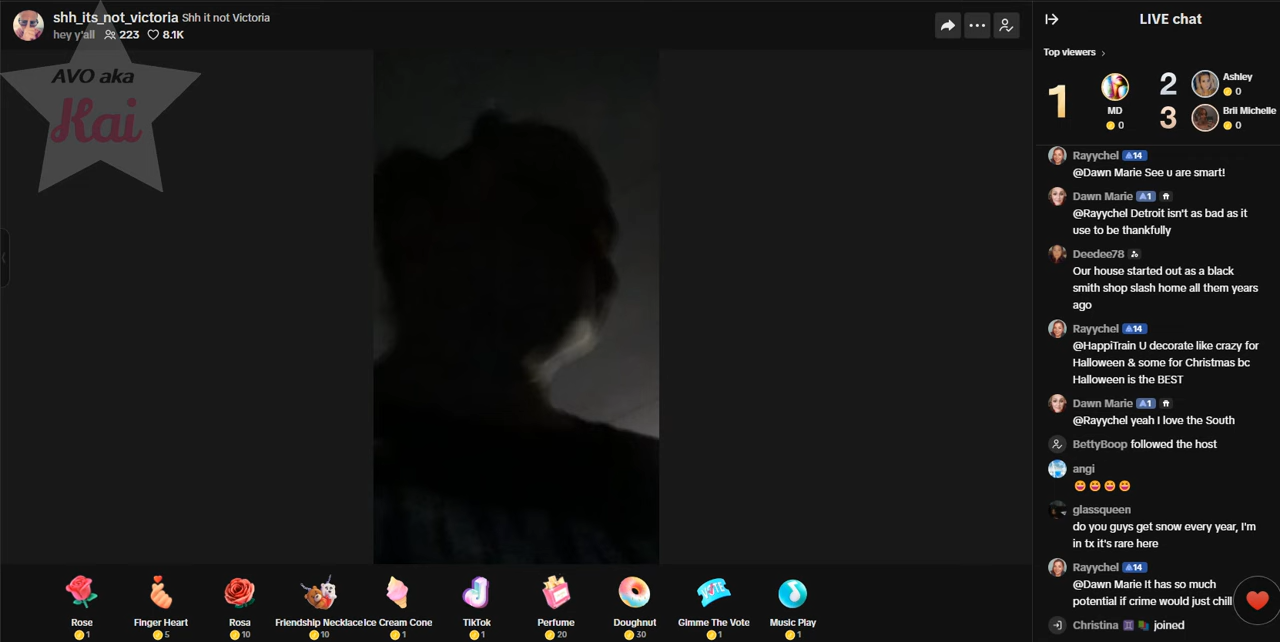 shh_its_not_victoria Shh it not Victoria
hey y'all 223 8.1K
AVO aka
Kai
LIVE chat
Top viewers
1
MD
0
2
Ashley
0
3
Brii Michelle
0
Rayychel 14
@Dawn Marie See u are smart!
Dawn Marie 1
@Rayychel Detroit isn't as bad as it
use to be thankfully
Deedee78
Our house started out as a black
smith shop slash home all them years
ago
Rayychel 14
@HappiTrain U decorate like crazy for
Halloween & some for Christmas bc
Halloween is the BEST
Dawn Marie 1
@Rayychel yeah I love the South
BettyBoop followed the host
angi
glassqueen
do you guys get snow every year, I'm
in tx it's rare here
Rayychel 14
@Dawn Marie It has so much
potential if crime would just chill
Christina joined
VOTE
Rose Finger Heart Rosa Friendship Necklace Ice Cream Cone TikTok Perfume Doughnut Gimme The Vote Music Play
1 5 10 10 1 1 20 30 1 1